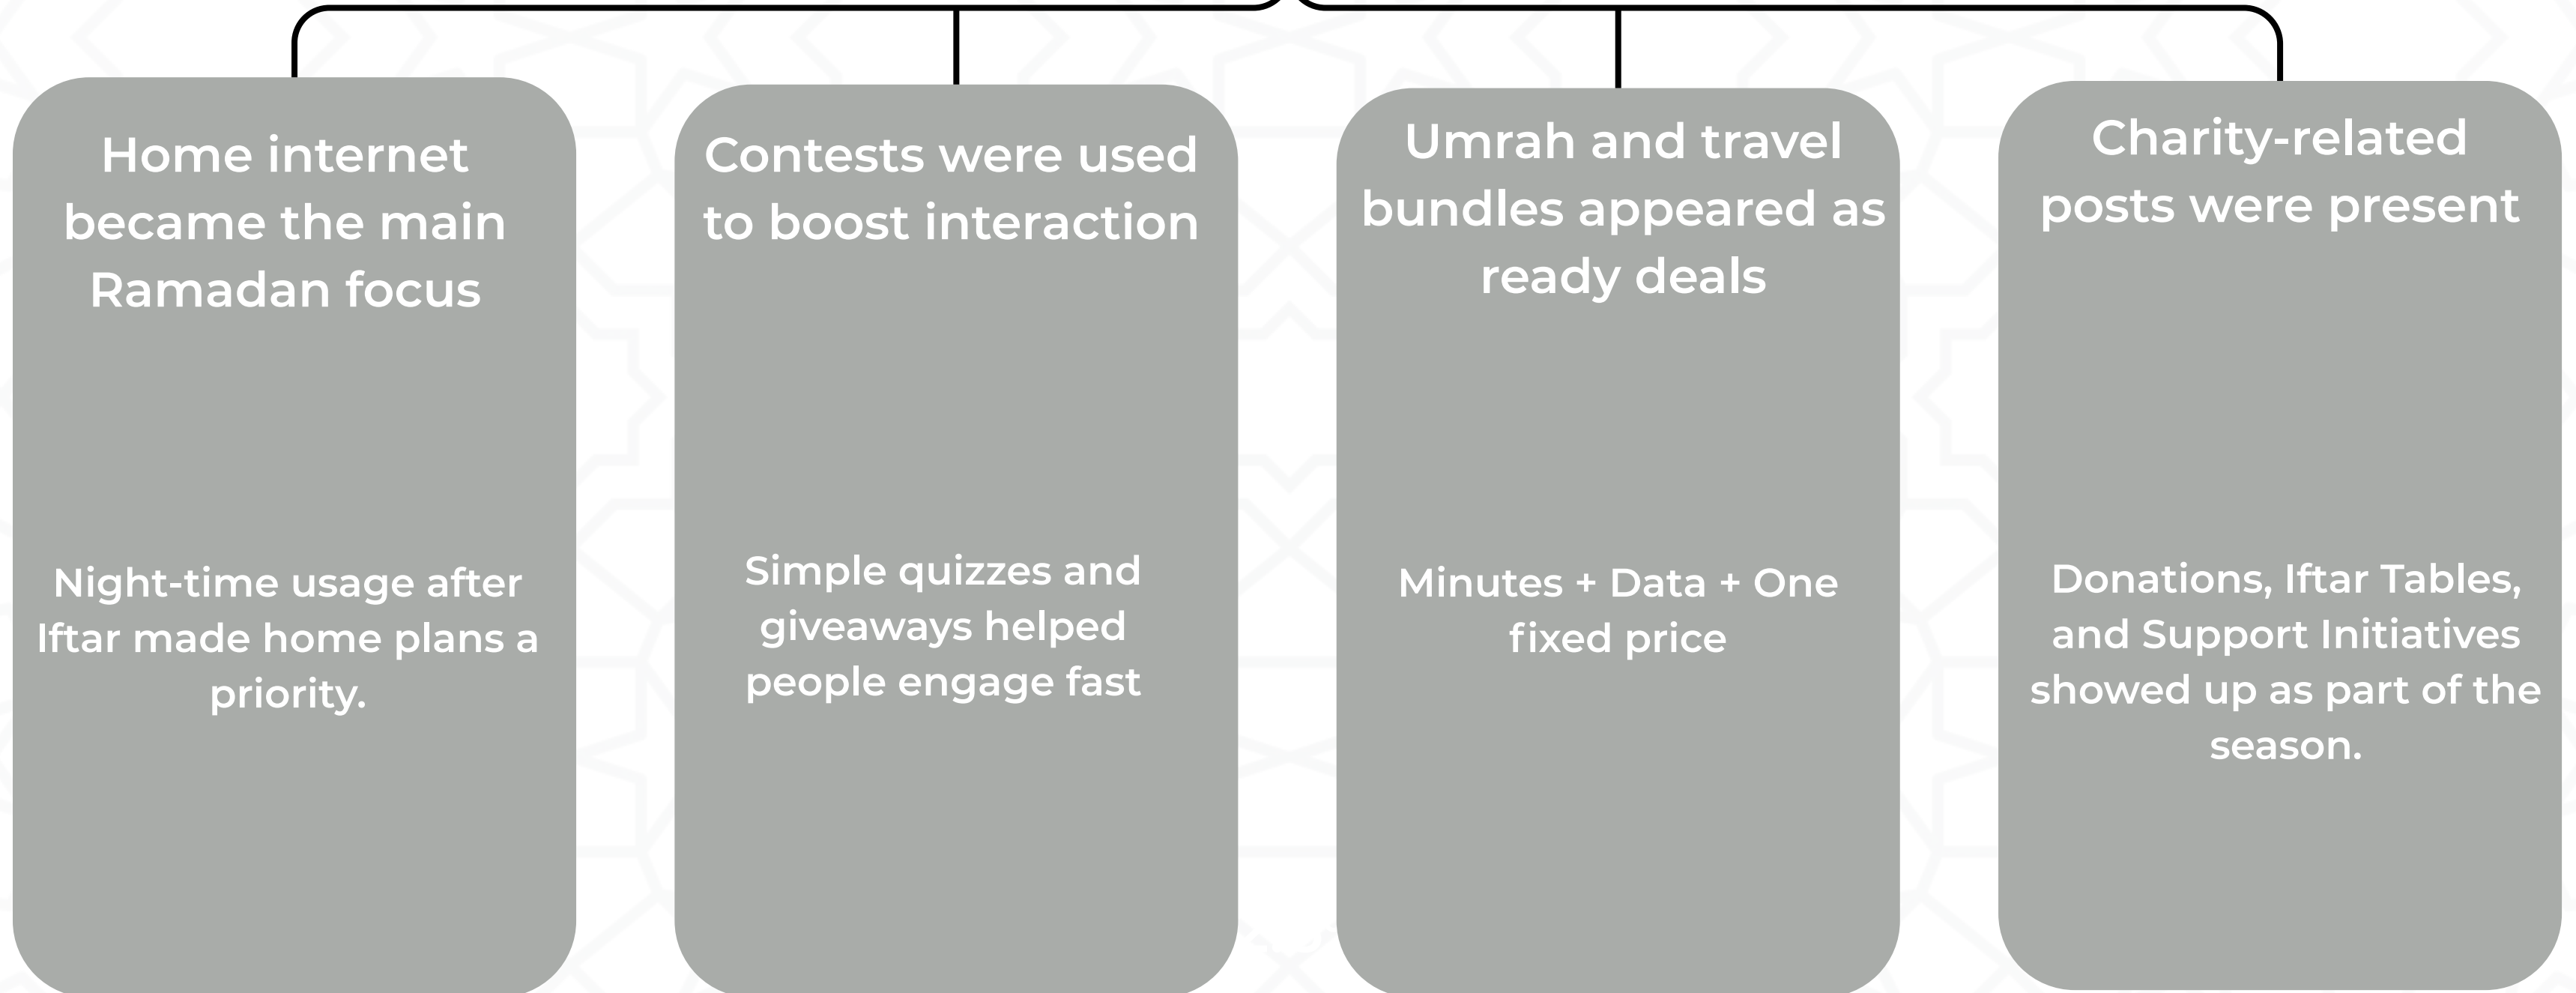 Home internet
became the main
Ramadan focus
Night-time usage after
Iftar made home plans a
priority.
Contests were used
to boost interaction
Simple quizzes and
giveaways helped
people engage fast
Umrah and travel
bundles appeared as
ready deals
Minutes + Data + One
fixed price
Charity-related
posts were present
Donations, Iftar Tables,
and Support Initiatives
showed up as part of the
season.